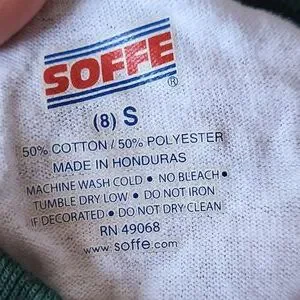 SOFFE®
(8) S
50% COTTON / 50% POLYESTER
MADE IN HONDURAS
MACHINE WASH COLD • NO BLEACH •
TUMBLE DRY LOW • DO NOT IRON
IF DECORATED • DO NOT DRY CLEAN
RN 49068
www.soffe.com